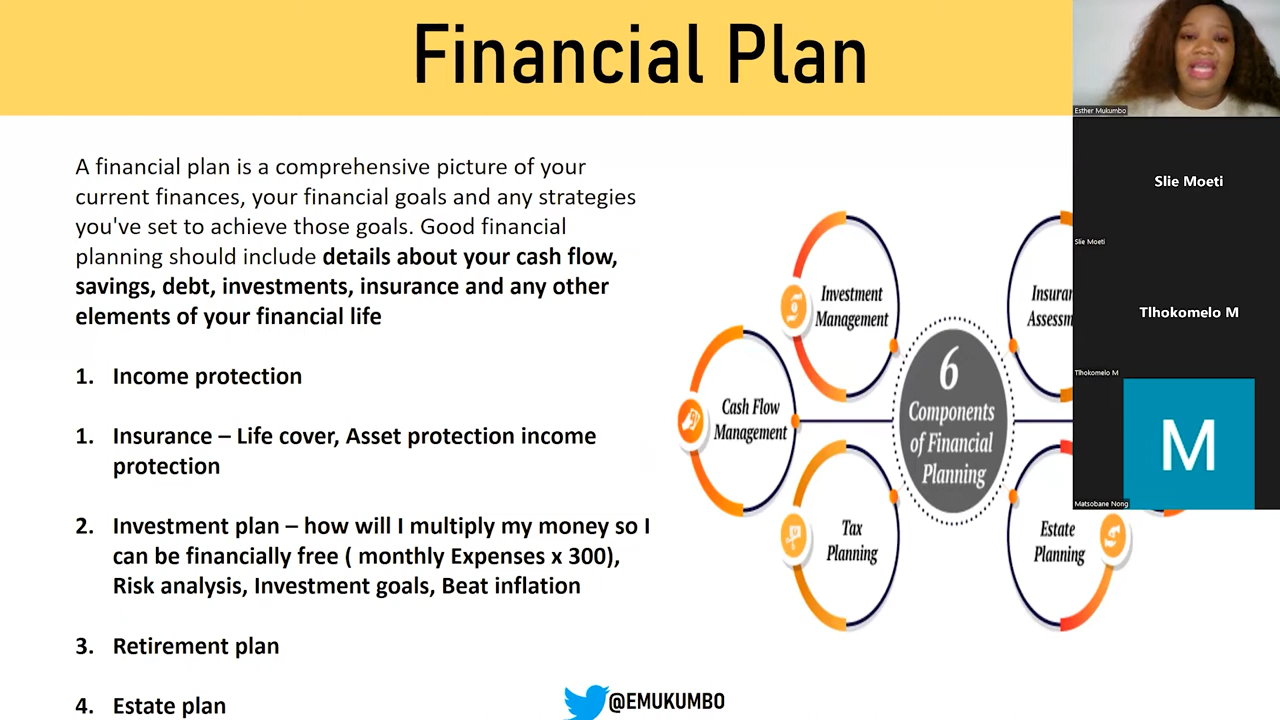 Financial Plan
A financial plan is a comprehensive picture of your
current finances, your financial goals and any strategies
you've set to achieve those goals. Good financial
planning should include details about your cash flow,
savings, debt, investments, insurance and any other
elements of your financial life
1. Income protection
1. Insurance – Life cover, Asset protection income
protection
2. Investment plan – how will I multiply my money so I
can be financially free ( monthly Expenses x 300),
Risk analysis, Investment goals, Beat inflation
3. Retirement plan
4. Estate plan
Investment
Management
Cash Flow
Management
6
Components
of Financial
Planning
Tax
Planning
Estate
Planning
@EMUKUMBO
Esther Mukumbo
Slie Moeti
Slie Moeti
Tlhokomelo M
Tlhokomelo M
M
Matsobane Nong